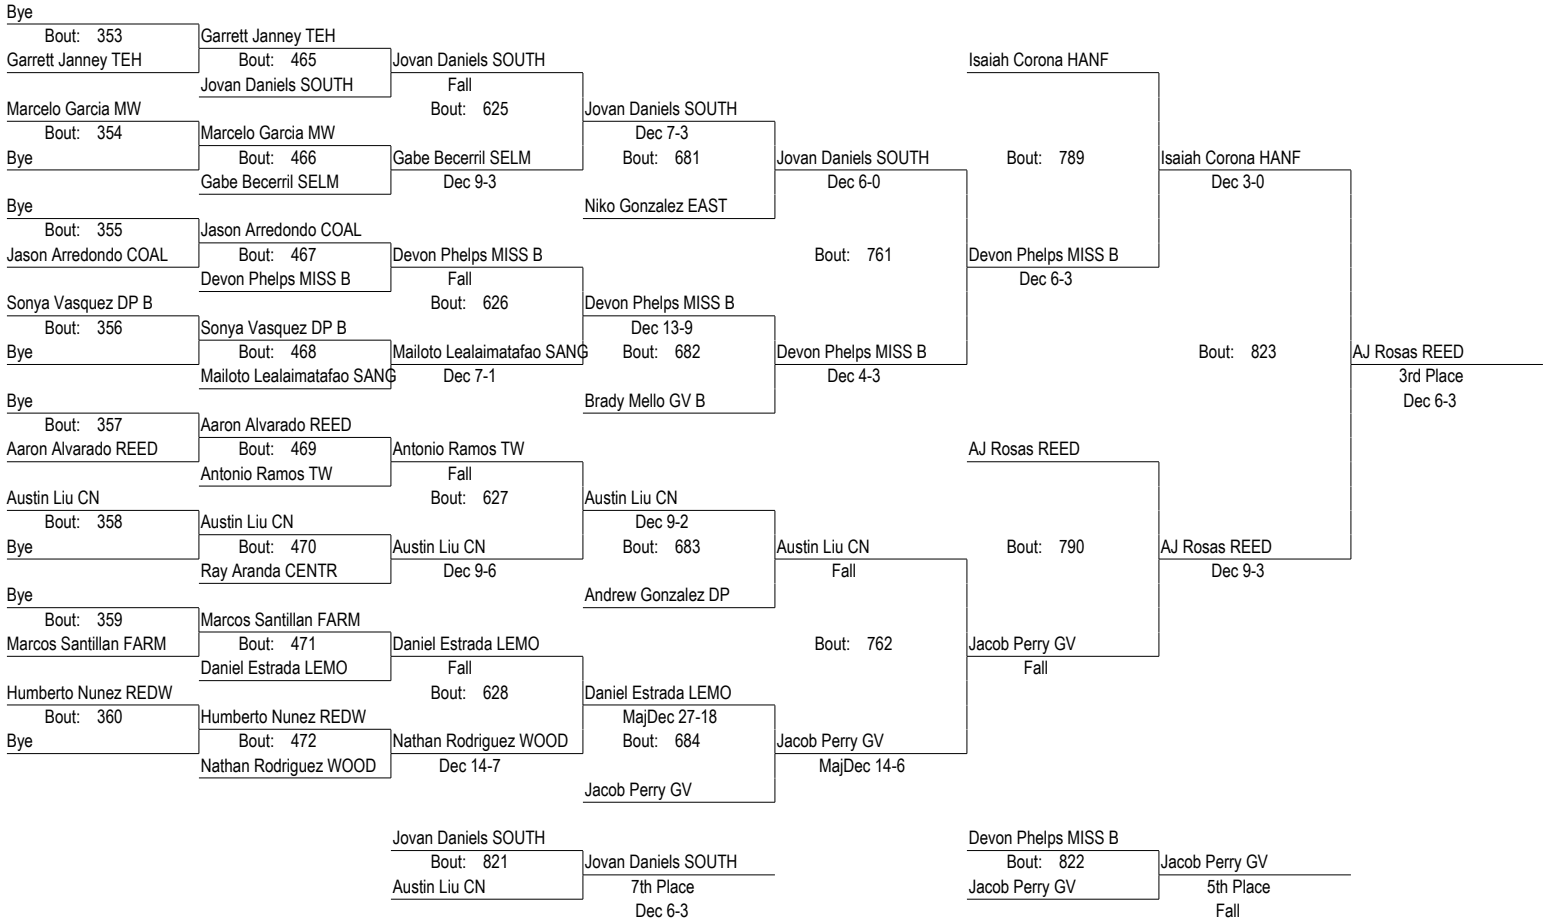 Bye
Bout: 353
Garrett Janney TEH
Garrett Janney TEH
Bout: 465
Jovan Daniels SOUTH
Jovan Daniels SOUTH
Fall
Bout: 625
Marcelo Garcia MW
Bout: 354
Bye
Marcelo Garcia MW
Bout: 466
Gabe Becerril SELM
Gabe Becerril SELM
Dec 9-3
Jovan Daniels SOUTH
Dec 7-3
Bout: 681
Niko Gonzalez EAST
Jovan Daniels SOUTH
Dec 6-0
Bye
Bout: 355
Jason Arredondo COAL
Jason Arredondo COAL
Bout: 467
Devon Phelps MISS B
Devon Phelps MISS B
Fall
Bout: 626
Sonya Vasquez DP B
Bout: 356
Bye
Sonya Vasquez DP B
Bout: 468
Mailoto Lealaimatafao SANG
Mailoto Lealaimatafao SANG
Dec 7-1
Devon Phelps MISS B
Dec 13-9
Bout: 682
Brady Mello GV B
Devon Phelps MISS B
Dec 4-3
Bout: 761
Isaiah Corona HANF
Bout: 789
Devon Phelps MISS B
Dec 6-3
Isaiah Corona HANF
Dec 3-0
Bye
Bout: 357
Aaron Alvarado REED
Aaron Alvarado REED
Bout: 469
Antonio Ramos TW
Antonio Ramos TW
Fall
Bout: 627
Austin Liu CN
Bout: 358
Bye
Austin Liu CN
Bout: 470
Ray Aranda CENTR
Austin Liu CN
Dec 9-6
Austin Liu CN
Dec 9-2
Bout: 683
Andrew Gonzalez DP
Austin Liu CN
Fall
Bye
Bout: 359
Marcos Santillan FARM
Marcos Santillan FARM
Bout: 471
Daniel Estrada LEMO
Daniel Estrada LEMO
Fall
Bout: 628
Humberto Nunez REDW
Bout: 360
Bye
Humberto Nunez REDW
Bout: 472
Nathan Rodriguez WOOD
Nathan Rodriguez WOOD
Dec 14-7
Daniel Estrada LEMO
MajDec 27-18
Bout: 684
Jacob Perry GV
Jacob Perry GV
MajDec 14-6
Bout: 762
AJ Rosas REED
Bout: 790
Jacob Perry GV
Fall
AJ Rosas REED
Dec 9-3
Bout: 823
AJ Rosas REED
3rd Place
Dec 6-3
Jovan Daniels SOUTH
Bout: 821
Austin Liu CN
Jovan Daniels SOUTH
7th Place
Dec 6-3
Devon Phelps MISS B
Bout: 822
Jacob Perry GV
Jacob Perry GV
5th Place
Fall